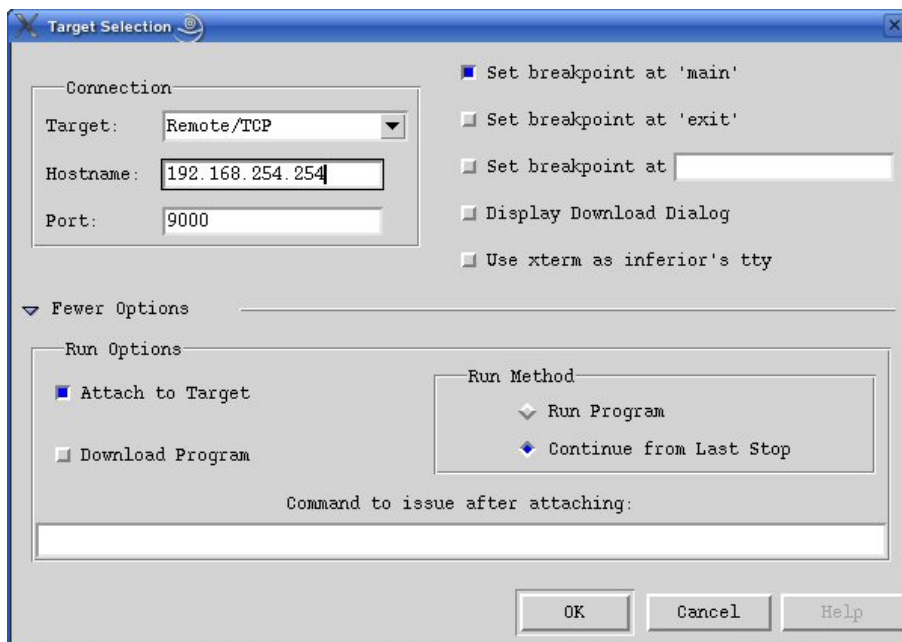 Target Selection
Connection
Target: Remote/TCP
Hostname: 192.168.254.254
Port: 9000
Set breakpoint at 'main'
Set breakpoint at 'exit'
Set breakpoint at
Display Download Dialog
Use xterm as inferior's tty
Fewer Options
Run Options
Attach to Target
Download Program
Run Method
Run Program
Continue from Last Stop
Command to issue after attaching:
OK Cancel Help